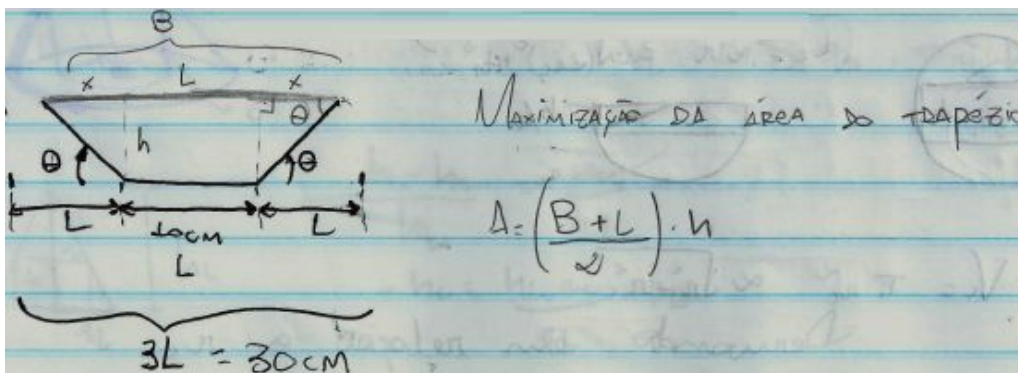 B
x L x
θ
h
θ θ
L 10cm L
L
3L = 30cm
Maximização da área do trapézio
A = (B + L / 2) . h